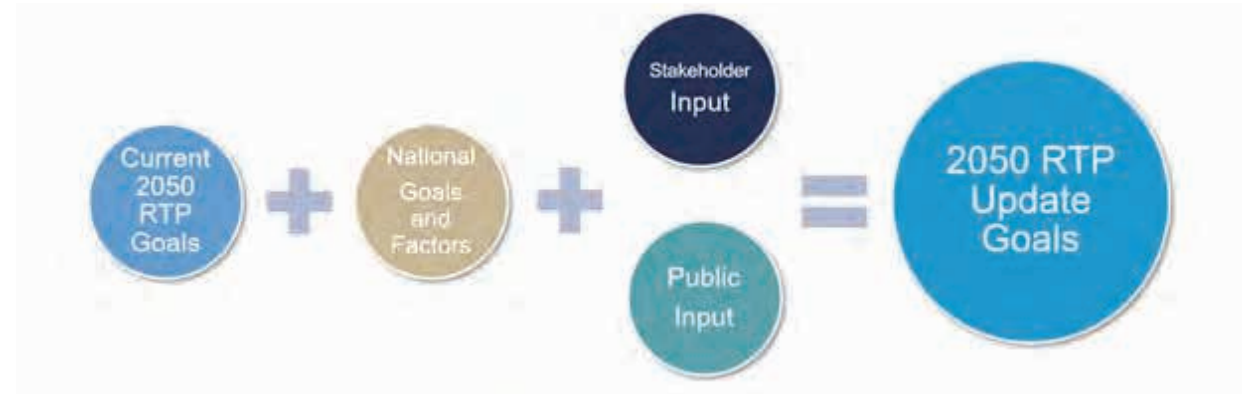 Current
2050
RTP
Goals
National
Goals
and
Factors
Stakeholder
Input
Public
Input
2050 RTP
Update
Goals